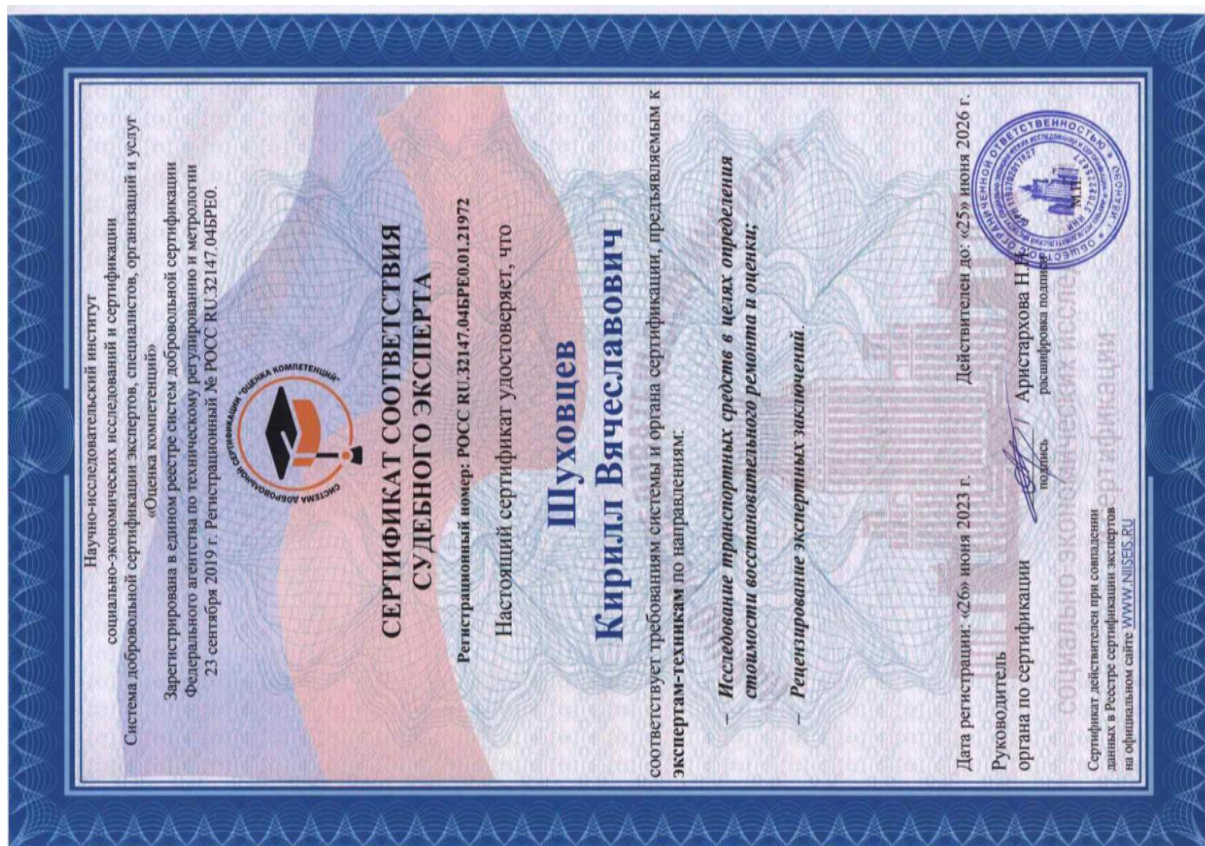 Научно-исследовательский институт
социально-экономических исследований и сертификации
Система добровольной сертификации экспертов, специалистов, организаций и услуг
«Оценка компетенций»
Зарегистрирована в едином реестре систем добровольной сертификации
Федерального агентства по техническому регулированию и метрологии
23 сентября 2019 г. Регистрационный № РОСС RU.32147.04БРЕ0.
СИСТЕМА ДОБРОВОЛЬНОЙ СЕРТИФИКАЦИИ "ОЦЕНКА КОМПЕТЕНЦИЙ"
СЕРТИФИКАТ СООТВЕТСТВИЯ
СУДЕБНОГО ЭКСПЕРТА
Регистрационный номер: РОСС RU.32147.04БРЕ0.01.21972
Настоящий сертификат удостоверяет, что
Шуховцев
Кирилл Вячеславович
соответствует требованиям системы и органа сертификации, предъявляемым к
экспертам-техникам по направлениям:
– Исследование транспортных средств в целях определения
стоимости восстановительного ремонта и оценки;
– Рецензирование экспертных заключений.
Дата регистрации: «26» июня 2023 г. Действителен до: «25» июня 2026 г.
Руководитель
органа по сертификации / Аристархова Н.И.
подпись расшифровка подписи
М.П.
Сертификат действителен при совпадении
данных в Реестре сертификации экспертов
на официальном сайте WWW.NIISEIS.RU